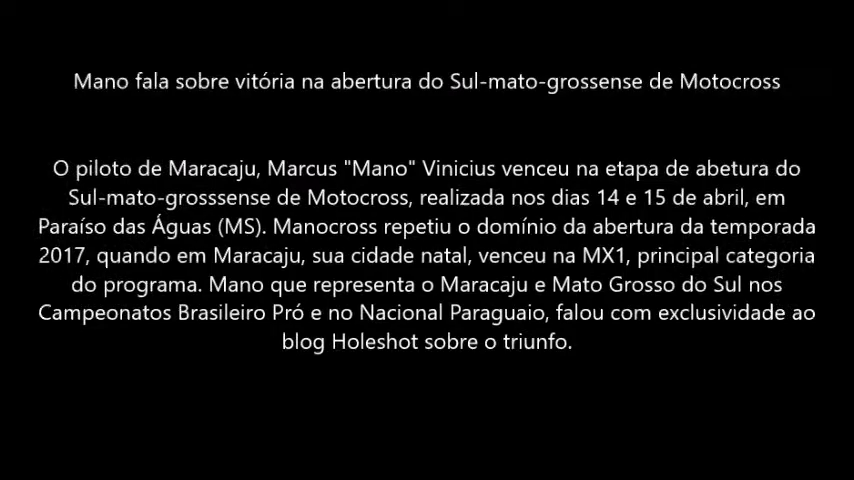 Mano fala sobre vitória na abertura do Sul-mato-grossense de Motocross
O piloto de Maracaju, Marcus "Mano" Vinicius venceu na etapa de abetura do
Sul-mato-grosssense de Motocross, realizada nos dias 14 e 15 de abril, em
Paraíso das Águas (MS). Manocross repetiu o domínio da abertura da temporada
2017, quando em Maracaju, sua cidade natal, venceu na MX1, principal categoria
do programa. Mano que representa o Maracaju e Mato Grosso do Sul nos
Campeonatos Brasileiro Pró e no Nacional Paraguaio, falou com exclusividade ao
blog Holeshot sobre o triunfo.